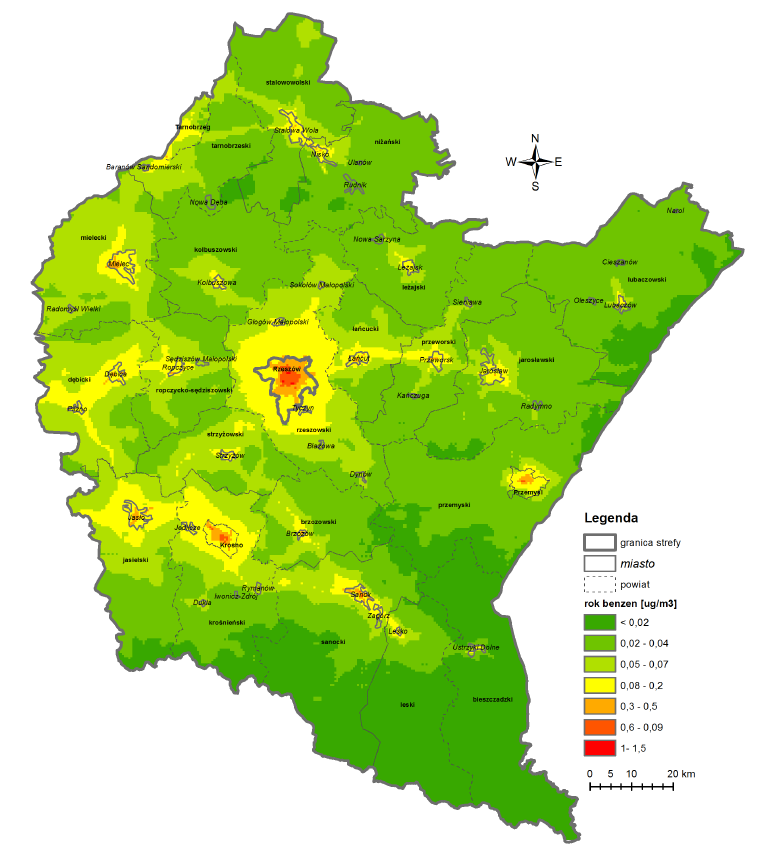 stalowowolski
Tarnobrzeg
Stalowa Wola
tarnobrzeski
niżański
Nisko
Ulanów
Baranów Sandomierski
Rudnik
Nowa Dęba
N
W E
S
Narol
mielecki
kolbuszowski
Nowa Sarzyna
Mielec
Leżajsk
Cieszanów
lubaczowski
Kolbuszowa
Sokołów Małopolski
leżajski
Sieniawa
Oleszyce
Lubaczów
Radomyśl Wielki
Głogów Małopolski
łańcucki
przeworski
Sędziszów Małopolski
Łańcut
Przeworsk
jarosławski
Ropczyce
Rzeszów
Jarosław
dębicki
Dębica
ropczycko-sędziszowski
Kańczuga
Pilzno
Tyczyn
Radymno
strzyżowski
rzeszowski
Błażowa
Strzyżów
Dynów
Przemyśl
przemyski
Jasło
Jedlicze
brzozowski
Brzozów
Krosno
jasielski
Rymanów
Iwonicz-Zdrój
Dukla
Sanok
Zagórz
krośnieński
Lesko
sanocki
Ustrzyki Dolne
leski
bieszczadzki
Legenda
granica strefy
miasto
powiat
rok benzen [ug/m3]
< 0,02
0,02 - 0,04
0,05 - 0,07
0,08 - 0,2
0,3 - 0,5
0,6 - 0,09
1- 1,5
0 5 10 20 km